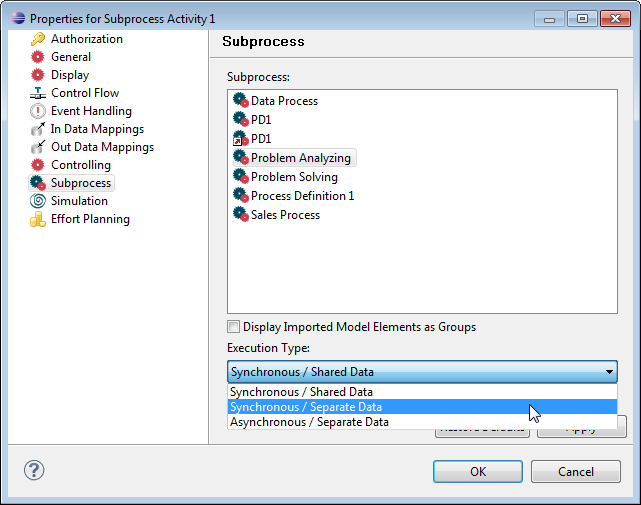 Properties for Subprocess Activity 1
Authorization
General
Display
Control Flow
Event Handling
In Data Mappings
Out Data Mappings
Controlling
Subprocess
Simulation
Effort Planning
Subprocess
Subprocess:
Data Process
PD1
PD1
Problem Analyzing
Problem Solving
Process Definition 1
Sales Process
Display Imported Model Elements as Groups
Execution Type:
Synchronous / Shared Data
Synchronous / Shared Data
Synchronous / Separate Data
Asynchronous / Separate Data
Restore Defaults Apply
OK Cancel